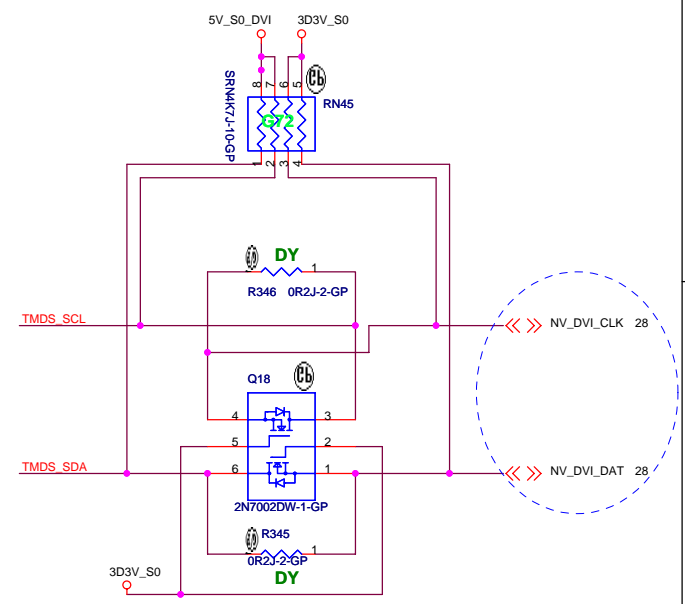 5V_S0_DVI 3D3V_S0
SRN4K7J-10-GP
8 7 6 5
RN45
G72
1 2 3 4
DY
1
R346 0R2J-2-GP
TMDS_SCL
NV_DVI_CLK 28
Q18
4 3
5 2
6 1
TMDS_SDA
NV_DVI_DAT 28
2N7002DW-1-GP
R345
1
0R2J-2-GP
DY
3D3V_S0